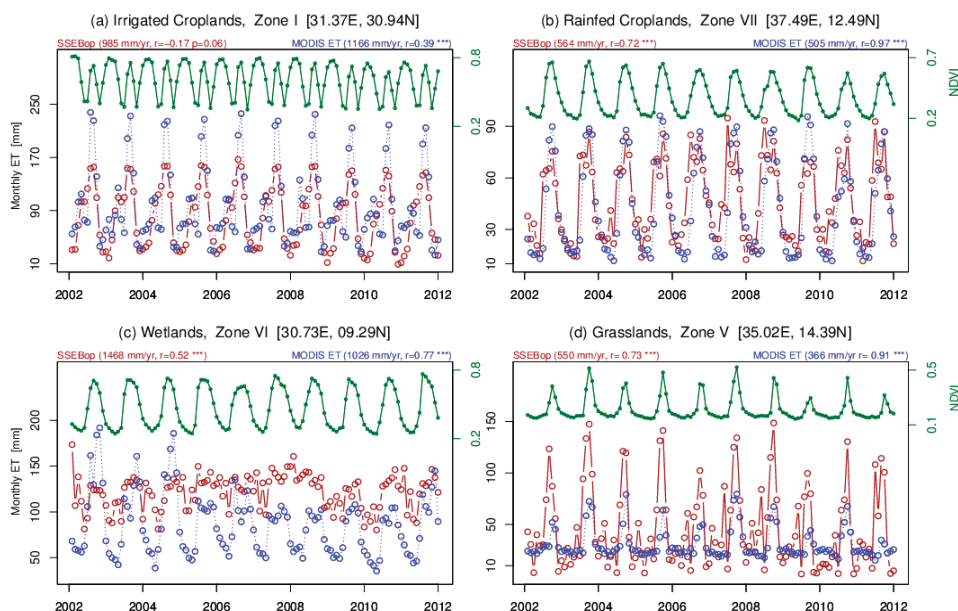 (a) Irrigated Croplands, Zone I [31.37E, 30.94N]
SSEBop (985 mm/yr, r=−0.17 p=0.06)
MODIS ET (1166 mm/yr, r=0.39 ***)
Monthly ET [mm]
250
170
90
10
0.8
0.2
2002 2004 2006 2008 2010 2012
(b) Rainfed Croplands, Zone VII [37.49E, 12.49N]
SSEBop (564 mm/yr, r=0.72 ***)
MODIS ET (505 mm/yr, r=0.97 ***)
90
60
30
10
0.7
0.2
NDVI
2002 2004 2006 2008 2010 2012
(c) Wetlands, Zone VI [30.73E, 09.29N]
SSEBop (1468 mm/yr, r=0.52 ***)
MODIS ET (1026 mm/yr, r=0.77 ***)
Monthly ET [mm]
200
150
100
50
0.8
0.2
2002 2004 2006 2008 2010 2012
(d) Grasslands, Zone V [35.02E, 14.39N]
SSEBop (550 mm/yr, r= 0.73 ***)
MODIS ET (366 mm/yr r= 0.91 ***)
150
100
50
10
0.5
0.1
NDVI
2002 2004 2006 2008 2010 2012